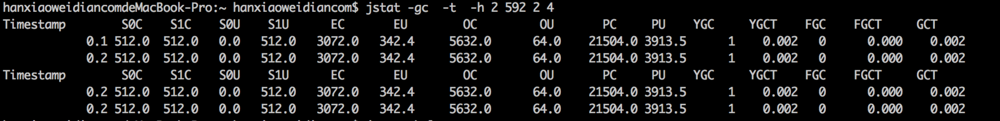 hanxiaoweidiancomdeMacBook-Pro:~ hanxiaoweidiancom$ jstat -gc  -t  -h 2 592 2 4
Timestamp        S0C    S1C    S0U    S1U      EC       EU        OC         OU       PC     PU    YGC     YGCT    FGC    FGCT     GCT
            0.1 512.0  512.0   0.0   512.0   3072.0   342.4     5632.0      64.0    21504.0 3913.5      1    0.002   0      0.000    0.002
            0.2 512.0  512.0   0.0   512.0   3072.0   342.4     5632.0      64.0    21504.0 3913.5      1    0.002   0      0.000    0.002
Timestamp        S0C    S1C    S0U    S1U      EC       EU        OC         OU       PC     PU    YGC     YGCT    FGC    FGCT     GCT
            0.2 512.0  512.0   0.0   512.0   3072.0   342.4     5632.0      64.0    21504.0 3913.5      1    0.002   0      0.000    0.002
            0.2 512.0  512.0   0.0   512.0   3072.0   342.4     5632.0      64.0    21504.0 3913.5      1    0.002   0      0.000    0.002